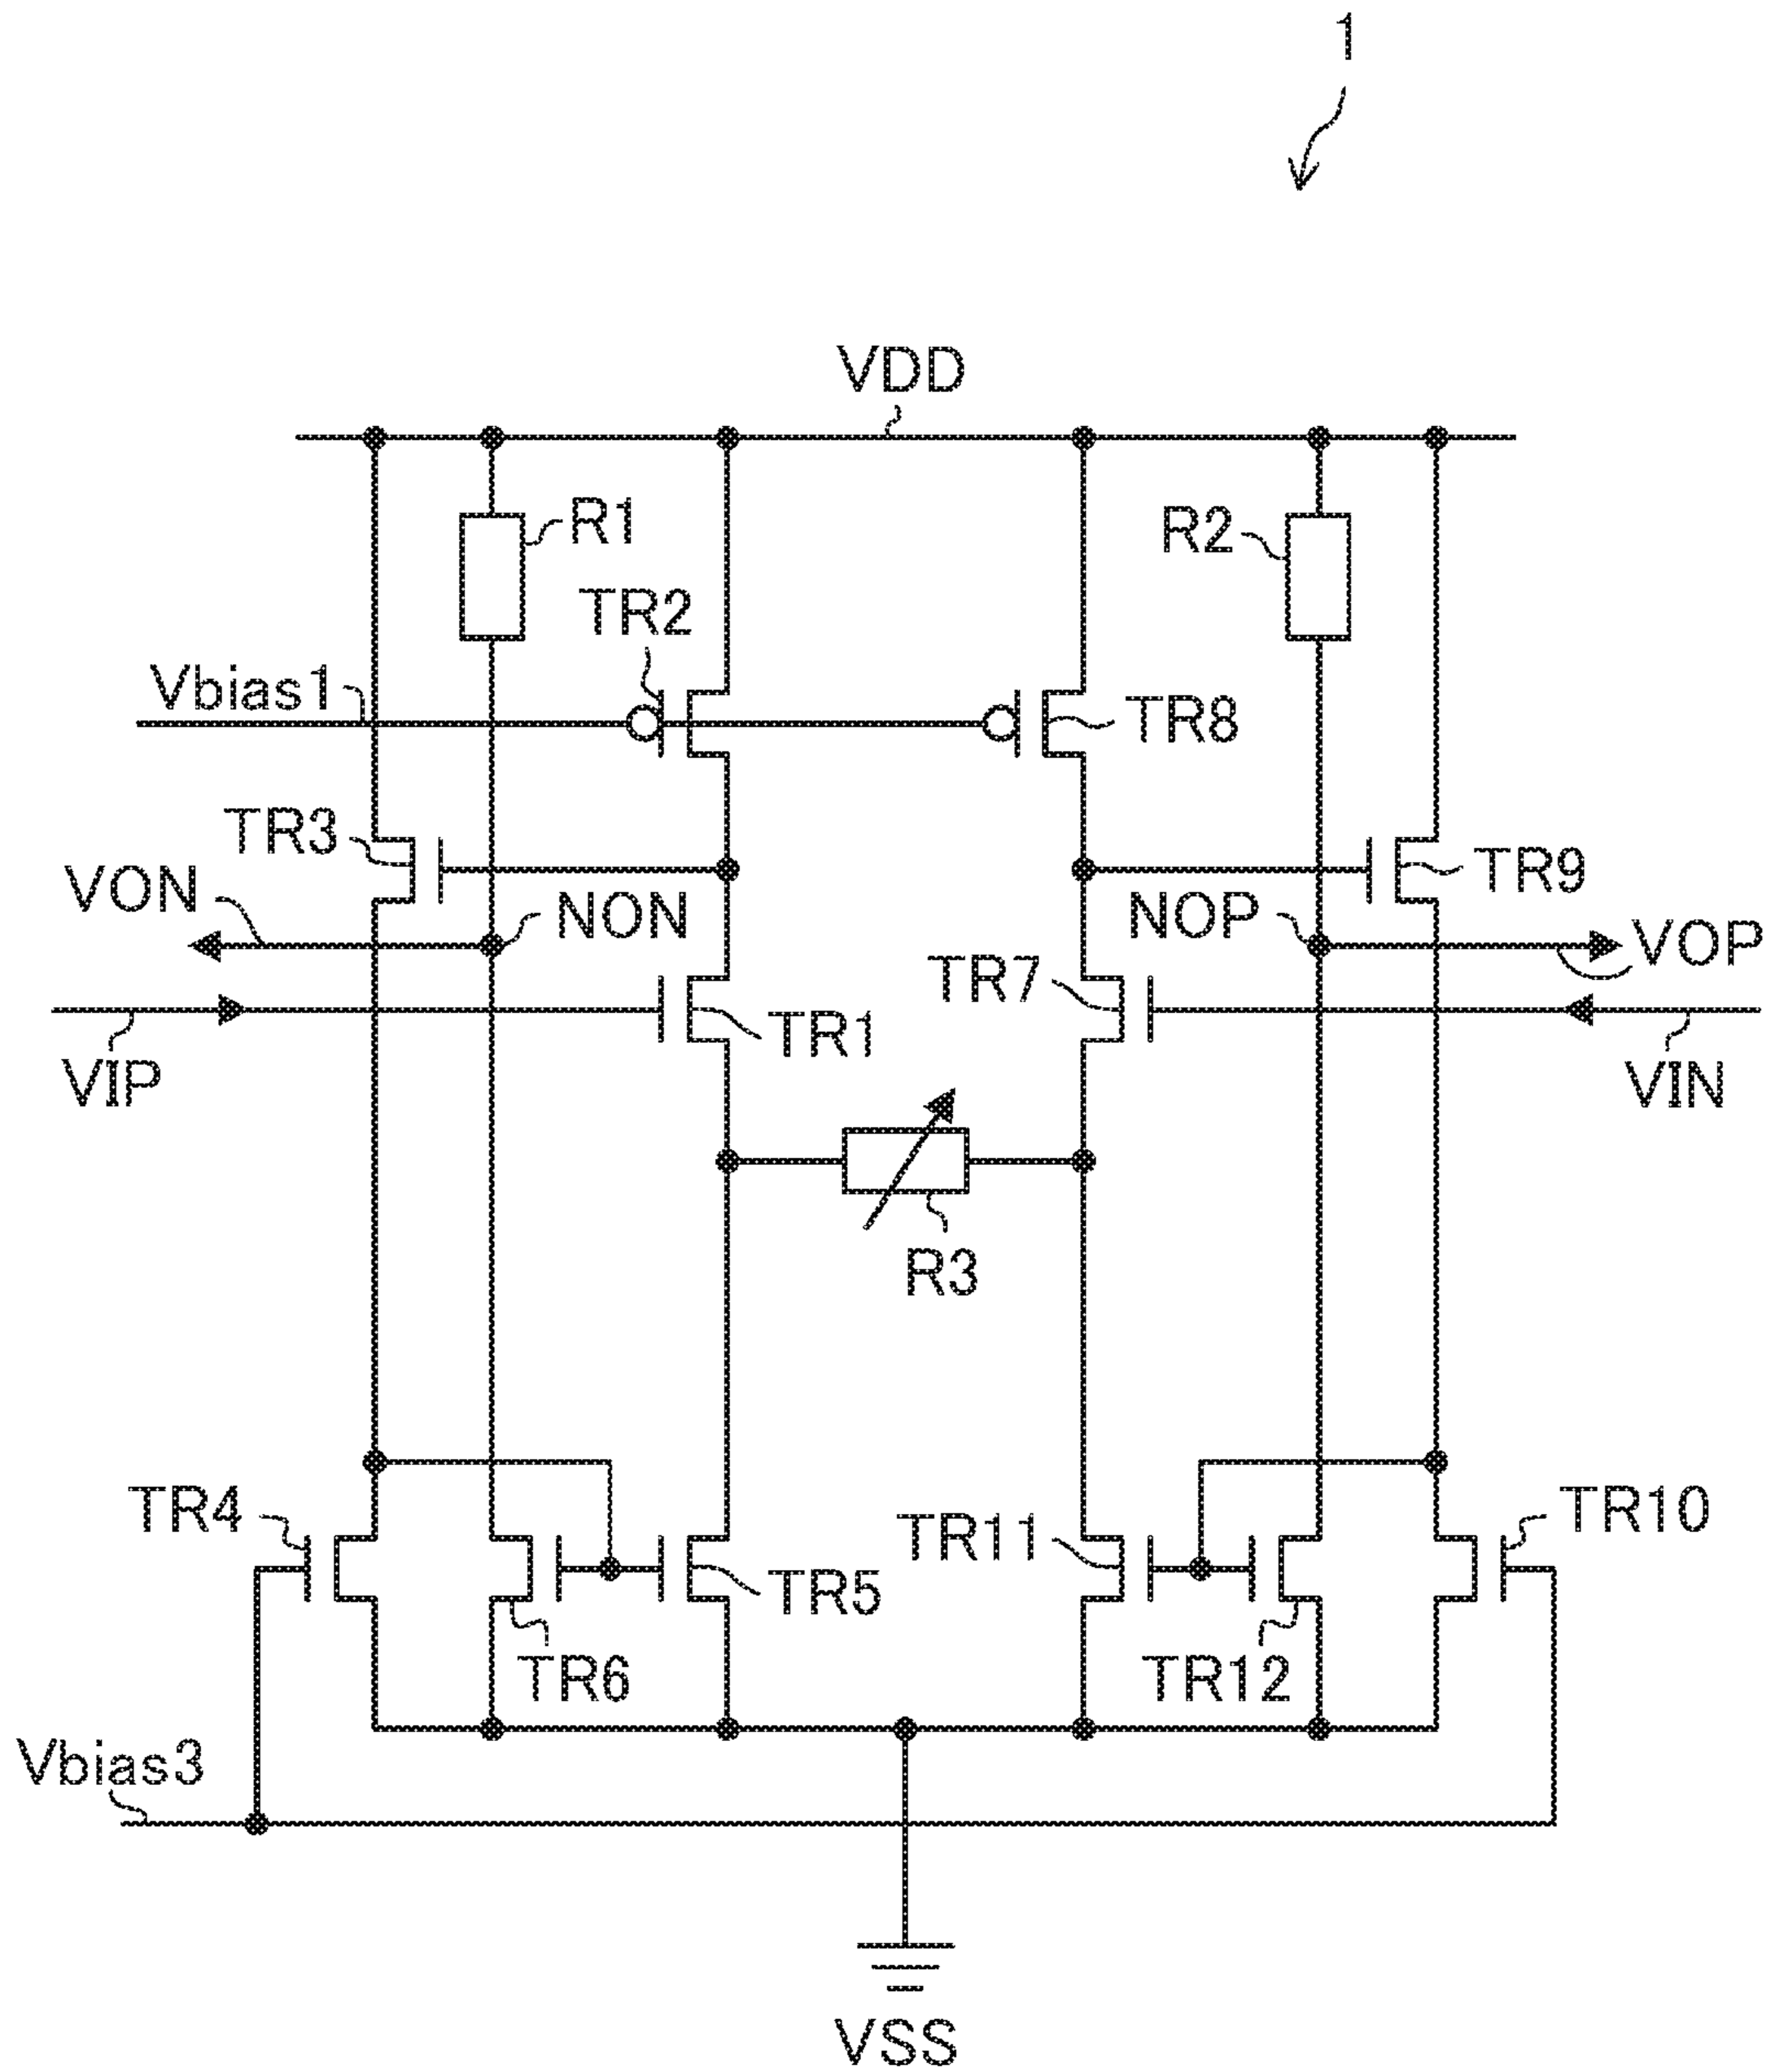 1
VDD
R1
R2
TR2
Vbias1
TR8
TR3
TR9
VON
NON
NOP
VOP
TR7
TR1
VIP
VIN
R3
TR4
TR10
TR11
TR5
TR6
TR12
Vbias3
VSS